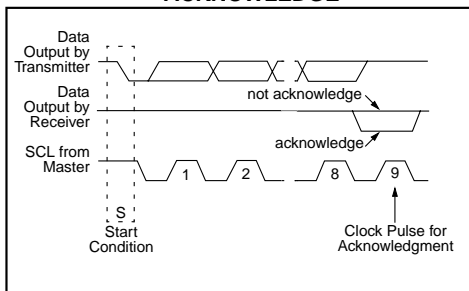 Data
Output by
Transmitter
Data
Output by
Receiver
not acknowledge
acknowledge
SCL from
Master
1
2
8
9
S
Start
Condition
Clock Pulse for
Acknowledgment